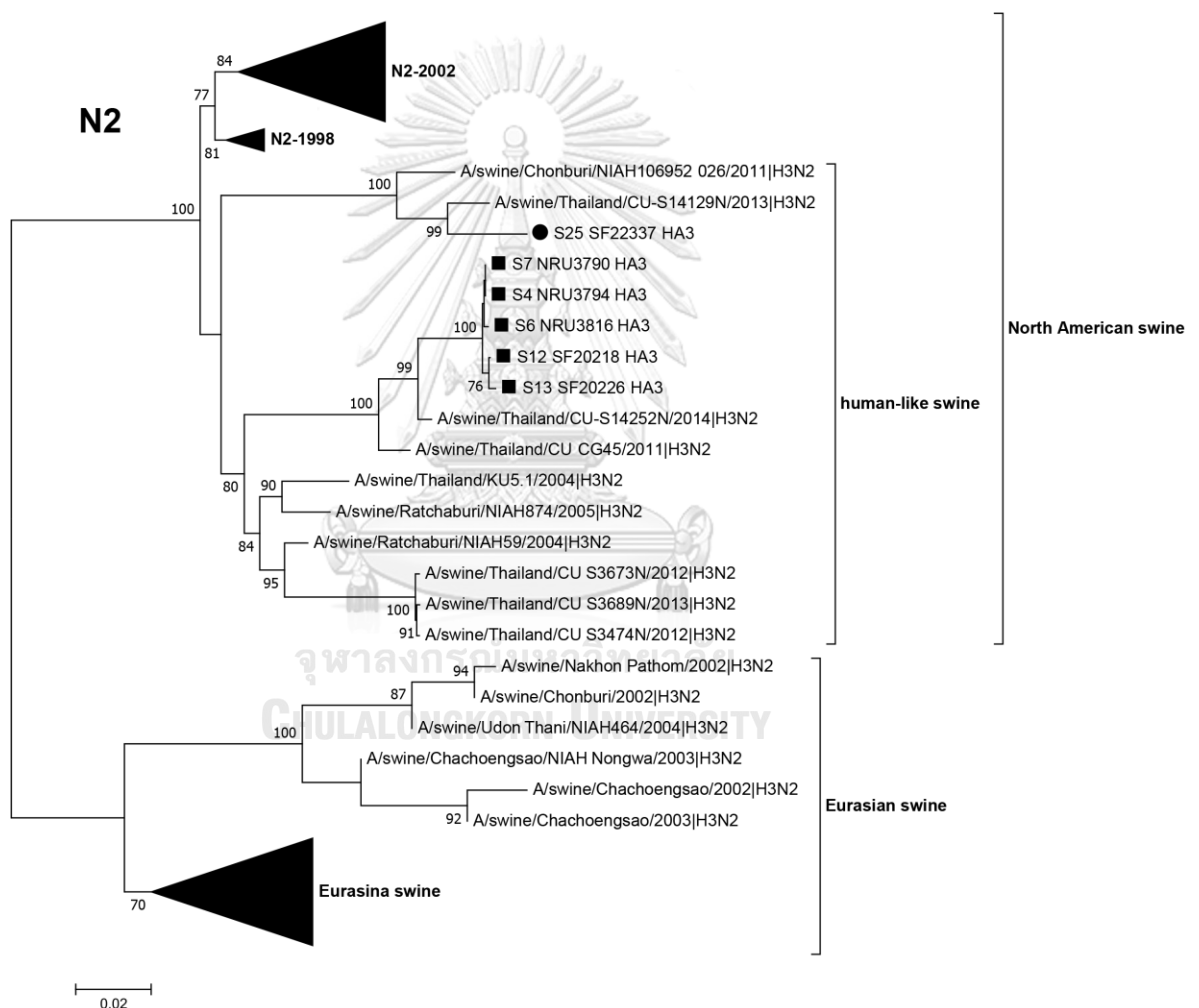 84
N2-2002
77
N2
N2-1998
81
A/swine/Chonburi/NIAH106952 026/2011|H3N2
100
A/swine/Thailand/CU-S14129N/2013|H3N2
100
99
S25 SF22337 HA3
S7 NRU3790 HA3
S4 NRU3794 HA3
North American swine
100
S6 NRU3816 HA3
S12 SF20218 HA3
99
76
S13 SF20226 HA3
human-like swine
100
A/swine/Thailand/CU-S14252N/2014|H3N2
A/swine/Thailand/CU CG45/2011|H3N2
80
90
A/swine/Thailand/KU5.1/2004|H3N2
A/swine/Ratchaburi/NIAH874/2005|H3N2
84
A/swine/Ratchaburi/NIAH59/2004|H3N2
95
A/swine/Thailand/CU S3673N/2012|H3N2
100
A/swine/Thailand/CU S3689N/2013|H3N2
91
A/swine/Thailand/CU S3474N/2012|H3N2
จุฬาลงกรณ์มหาวิทยาลัย
94
A/swine/Nakhon Pathom/2002|H3N2
87
A/swine/Chonburi/2002|H3N2
CHULALONGKORN UNIVERSITY
100
A/swine/Udon Thani/NIAH464/2004|H3N2
A/swine/Chachoengsao/NIAH Nongwa/2003|H3N2
A/swine/Chachoengsao/2002|H3N2
Eurasian swine
92
A/swine/Chachoengsao/2003|H3N2
Eurasina swine
70
0.02